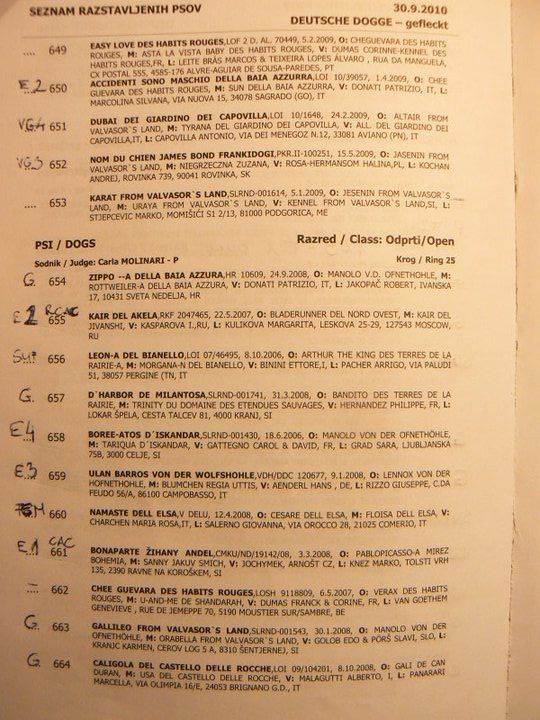 SEZNAM RAZSTAVLJENIH PSOV 30.9.2010
DEUTSCHE DOGGE – gefleckt
.... 649 EASY LOVE DES HABITS ROUGES,LOF 2 D. AL. 70449, 5.2.2009, O: CHEGUEVARA DES HABITS
ROUGES, M: ASTA LA VISTA BABY DES HABITS ROUGES, V: DUMAS CORINNE-KENNEL DES
HABITS ROUGES,FR, L: LEITE BRÁS MARCOS & TEIXEIRA LOPES ÁLVARO , RUA DA MANGUELA,
CX POSTAL 555, 4585-176 ALVRE-AGUIAR DE SOUSA-PAREDES, PT
E 2 650 ACCIDENTI SONO MASCHIO DELLA BAIA AZZURRA,LOI 10/39057, 1.4.2009, O: CHEE
GUEVARA DES HABITS ROUGES, M: SUN DELLA BAIA AZZURRA, V: DONATI PATRIZIO, IT, L:
MARCOLINA SILVANA, VIA NUOVA 15, 34078 SAGRADO (GO), IT
VG4 651 DUBAI DEI GIARDINO DEI CAPOVILLA,LOI 10/1648, 24.2.2009, O: ALTAIR FROM
VALVASOR`S LAND, M: TYRANA DEL GIARDINO DEI CAPOVILLA, V: ALL. DEL GIARDINO DEI
CAPOVILLA,IT, L: CAPOVILLA ANTONIO, VIA DEI MENEGOZ N.12, 33081 AVIANO (PN), IT
VG3 652 NOM DU CHIEN JAMES BOND FRANKIDOGI,PKR.II-100251, 15.5.2009, O: JASENIN FROM
VALVASOR`S LAND, M: NIEGRZECZNA ZUZANA, V: ROSA-HERMANSOM HALINA,PL, L: KOCHAN
ANDREJ, ROVINKA 739, 90041 ROVINKA, SK
.... 653 KARAT FROM VALVASOR`S LAND,SLRND-001614, 5.1.2009, O: JESENIN FROM VALVASOR`S
LAND, M: URAYA FROM VALVASOR`S LAND, V: KENNEL FROM VALVASOR`S LAND,SI, L:
STJEPCEVIC MARKO, MOMIŠIĆI S1 2/13, 81000 PODGORICA, ME
PSI / DOGS Razred / Class: Odprti/Open
Sodnik / Judge: Carla MOLINARI - P Krog / Ring 25
G. 654 ZIPPO --A DELLA BAIA AZZURA,HR 10609, 24.9.2008, O: MANOLO V.D. OFNETHOHLE, M:
ROTTWEILER-A DELLA BAIA AZZURA, V: DONATI PATRIZIO, IT, L: JAKOPAČ ROBERT, IVANSKA
17, 10431 SVETA NEDELJA, HR
E 2 RCAC 655 KAIR DEL AKELA,RKF 2047465, 22.5.2007, O: BLADERUNNER DEL NORD OVEST, M: KAIR DEL
JIVANSHI, V: KASPAROVA I.,RU, L: KULIKOVA MARGARITA, LESKOVA 25-29, 127543 MOSCOW,
RU
656 LEON-A DEL BIANELLO,LOI 07/46495, 8.10.2006, O: ARTHUR THE KING DES TERRES DE LA
RAIRIE-A, M: MORGANA-N DEL BIANELLO, V: BININI ETTORE,I, L: PACHER ARRIGO, VIA PALUDI
51, 38057 PERGINE (TN, IT
G. 657 D`HARBOR DE MILANTOSA,SLRND-001741, 31.3.2008, O: BANDITO DES TERRES DE LA
RAIRIE, M: TRINITY DU DOMAINE DES ETENDUES SAUVAGES, V: HERNANDEZ PHILIPPE, FR, L:
LOKAR ŠPELA, CESTA TALCEV 81, 4000 KRANJ, SI
E4 658 BOREE-ATOS D´ISKANDAR,SLRND-001430, 18.6.2006, O: MANOLO VON DER OFNETHÖHLE,
M: TARIQUA D´ISKANDAR, V: GATTEGNO CAROL & DAVID, FR, L: GRAD SARA, LJUBLJANSKA
75B, 3000 CELJE, SI
E3 659 ULAN BARROS VON DER WOLFSHOHLE,VDH/DDC 120677, 9.1.2008, O: LENNOX VON DER
HOFNETHOHLE, M: BLUMCHEN REGIA UTTIS, V: AENDERL HANS , DE, L: RIZZO GIUSEPPE, C.DA
FEUDO 56/A, 86100 CAMPOBASSO, IT
660 NAMASTE DELL ELSA,V DELU, 12.4.2008, O: CESARE DELL ELSA, M: FLOISA DELL ELSA, V:
CHARCHEN MARIA ROSA,IT, L: SALERNO GIOVANNA, VIA OROCCO 28, 21025 COMERIO, IT
E1 CAC 661 BONAPARTE ŽIHANY ANDEL,CMKU/ND/19142/08, 3.3.2008, O: PABLOPICASSO-A MIREZ
BOHEMIA, M: SANNY JAKUV SMICH, V: JOCHYMEK, ARNOŠT CZ, L: KNEZ MARKO, TOLSTI VRH
135, 2390 RAVNE NA KOROŠKEM, SI
.... 662 CHEE GUEVARA DES HABITS ROUGES,LOSH 9118809, 6.5.2007, O: VERAX DES HABITS
ROUGES, M: U-AND-ME DE SHANDARAH, V: DUMAS FRANCK & CORINE, FR, L: VAN GOETHEM
GENEVIEVE , RUE DE JEMEPPE 70, 5190 MOUSTIER SUR/SAMBRE, BE
G. 663 GALLILEO FROM VALVASOR`S LAND,SLRND-001543, 30.1.2008, O: MANOLO VON DER
OFNETHÖHLE, M: ORABELLA FROM VALVASOR`S LAND, V: GOLOB EDO & PÖRŠ SLAVI, SLO, L:
KRANJC KARMEN, CEROV LOG 5 A, 8310 ŠENTJERNEJ, SI
G. 664 CALIGOLA DEL CASTELLO DELLE ROCCHE,LOI 09/104201, 8.10.2008, O: GALI DE CAN
DURAN, M: USA DEL CASTELLO DELLE ROCCHE, V: MALAGUTTI ALBERTO, I, L: PANARARI
MARCELLA, VIA OLIMPIA 16/E, 24053 BRIGNANO G.D., IT